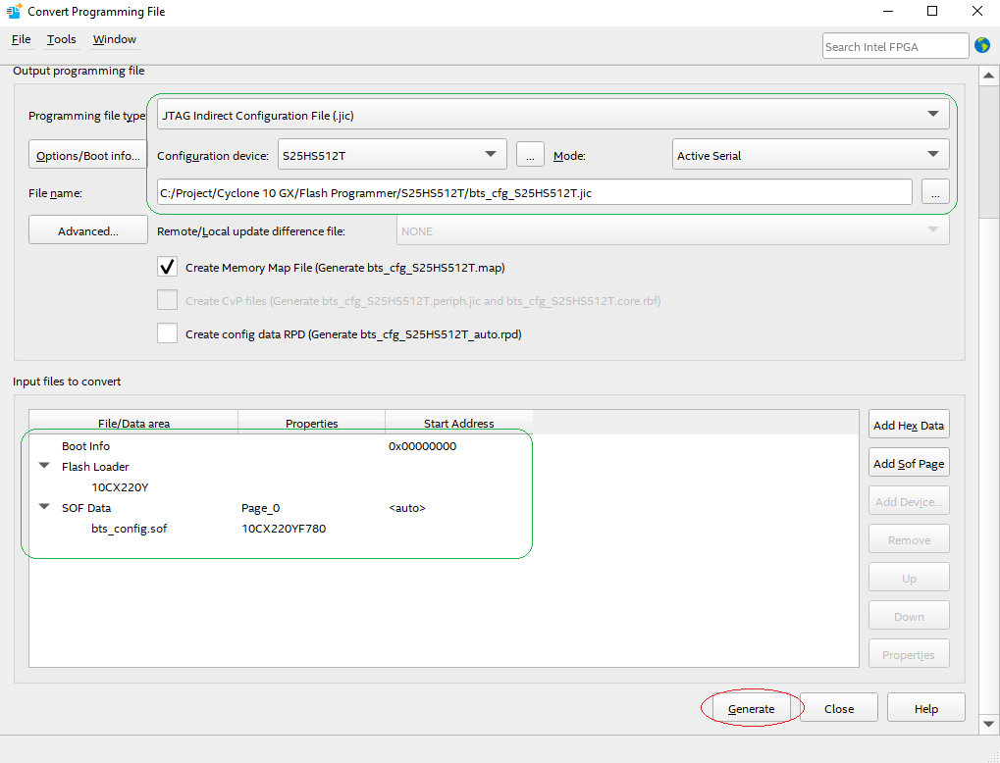 Convert Programming File
File Tools Window
Search Intel FPGA
Output programming file
Programming file type:
JTAG Indirect Configuration File (.jic)
Options/Boot info...
Configuration device:
S25HS512T
...
Mode:
Active Serial
File name:
C:/Project/Cyclone 10 GX/Flash Programmer/S25HS512T/bts_cfg_S25HS512T.jic
...
Advanced...
Remote/Local update difference file:
NONE
Create Memory Map File (Generate bts_cfg_S25HS512T.map)
Create CvP files (Generate bts_cfg_S25HS512T.periph.jic and bts_cfg_S25HS512T.core.rbf)
Create config data RPD (Generate bts_cfg_S25HS512T_auto.rpd)
Input files to convert
File/Data area Properties Start Address
Boot Info 0x00000000
Flash Loader
10CX220Y
SOF Data Page_0 <auto>
bts_config.sof 10CX220YF780
Add Hex Data
Add Sof Page
Add Device...
Remove
Up
Down
Properties
Generate Close Help